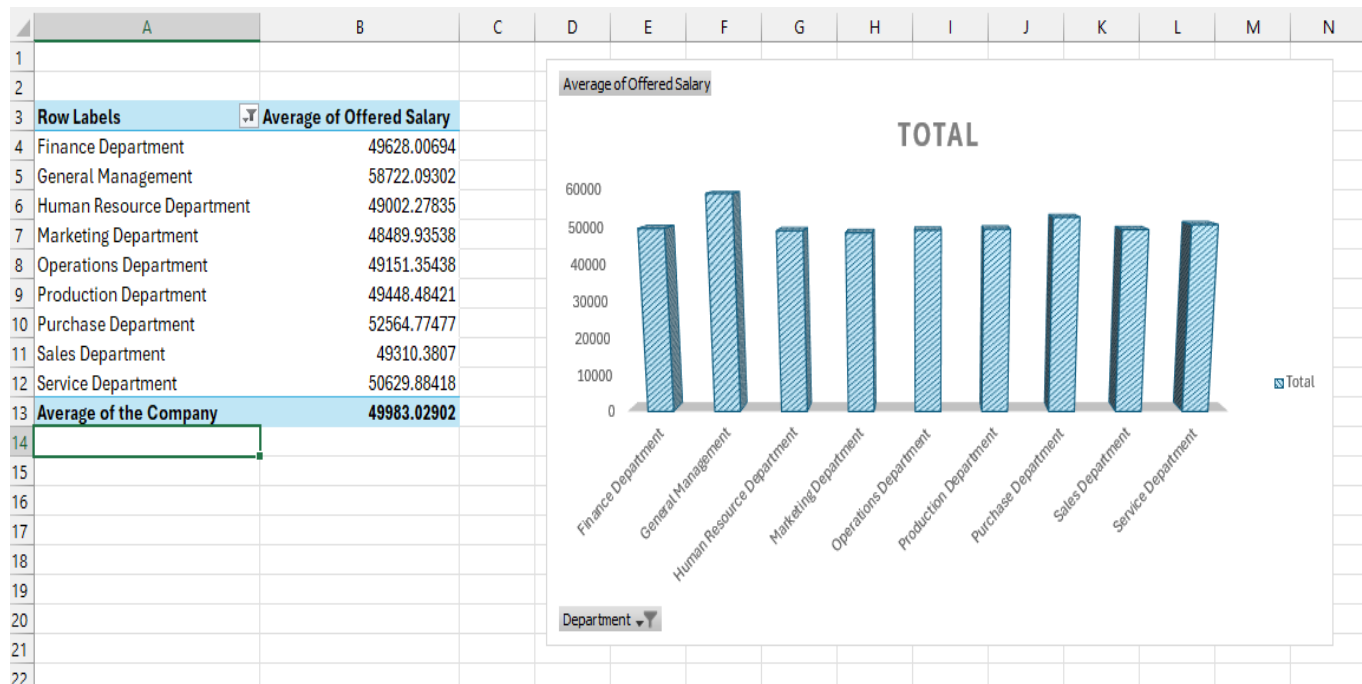 A B C D E F G H I J K L M N
1
2
3 Row Labels Average of Offered Salary
4 Finance Department 49628.00694
5 General Management 58722.09302
6 Human Resource Department 49002.27835
7 Marketing Department 48489.93538
8 Operations Department 49151.35438
9 Production Department 49448.48421
10 Purchase Department 52564.77477
11 Sales Department 49310.3807
12 Service Department 50629.88418
13 Average of the Company 49983.02902
14
15
16
17
18
19
20
21
22
Average of Offered Salary
TOTAL
60000
50000
40000
30000
20000
10000
0
Finance Department
General Management
Human Resource Department
Marketing Department
Operations Department
Production Department
Purchase Department
Sales Department
Service Department
Total
Department